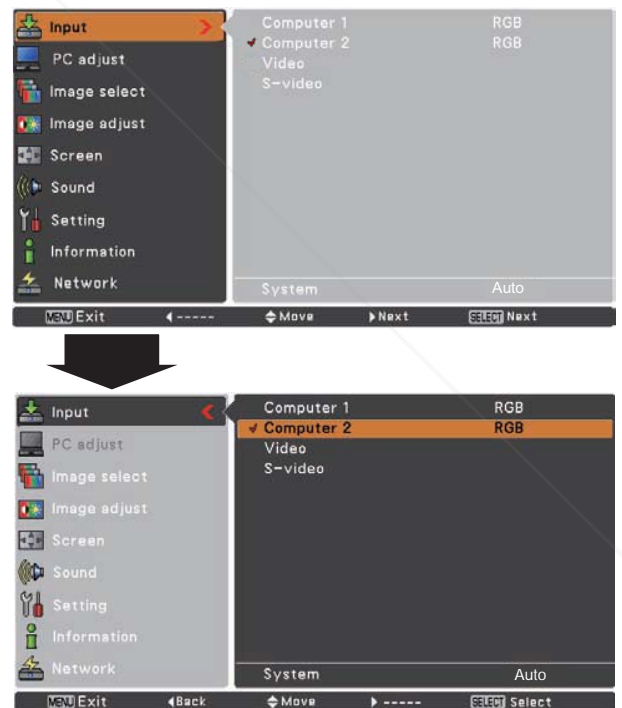 Input Computer 1 RGB
Computer 2 RGB
PC adjust Video
Image select S-video
Image adjust
Screen
Sound
Setting
Information
Network System Auto
MENU Exit ----- Move Next SELECT Next
Input Computer 1 RGB
Computer 2 RGB
PC adjust Video
Image select S-video
Image adjust
Screen
Sound
Setting
Information
Network System Auto
MENU Exit Back Move ----- SELECT Select